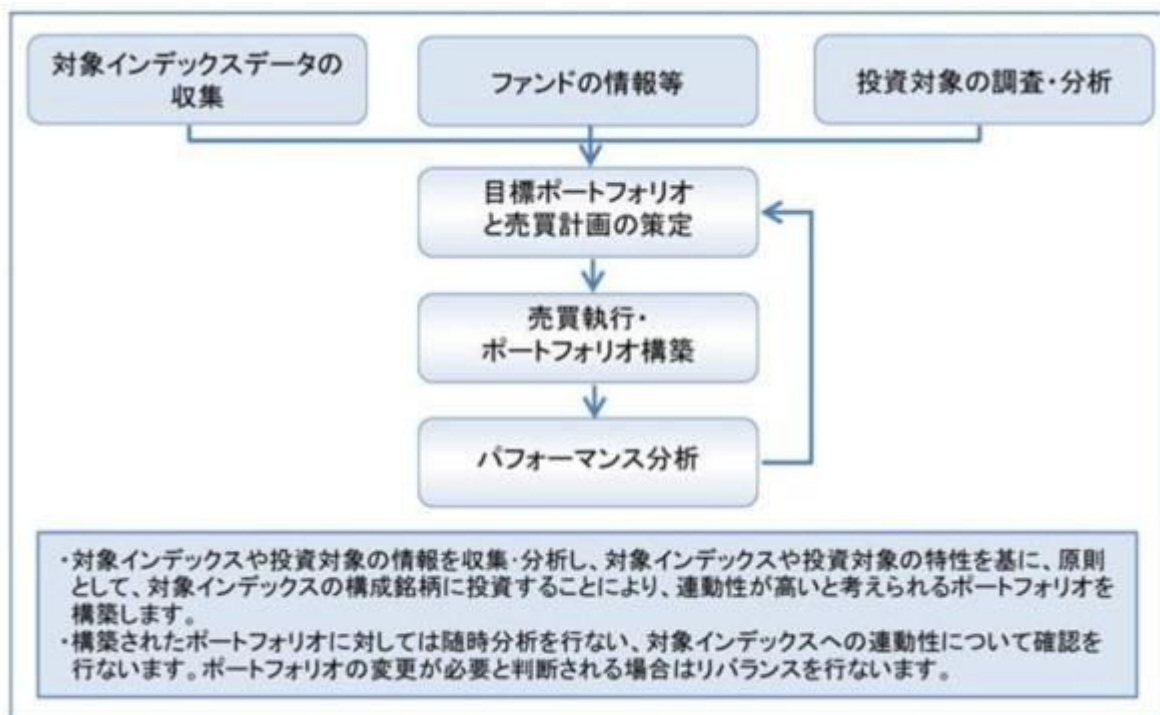 対象インデックスデータの
収集
ファンドの情報等
投資対象の調査・分析
目標ポートフォリオ
と売買計画の策定
売買執行・
ポートフォリオ構築
パフォーマンス分析
・対象インデックスや投資対象の情報を収集・分析し、対象インデックスや投資対象の特性を基に、原則
として、対象インデックスの構成銘柄に投資することにより、連動性が高いと考えられるポートフォリオを
構築します。
・構築されたポートフォリオに対しては随時分析を行ない、対象インデックスへの連動性について確認を
行ないます。ポートフォリオの変更が必要と判断される場合はリバランスを行ないます。